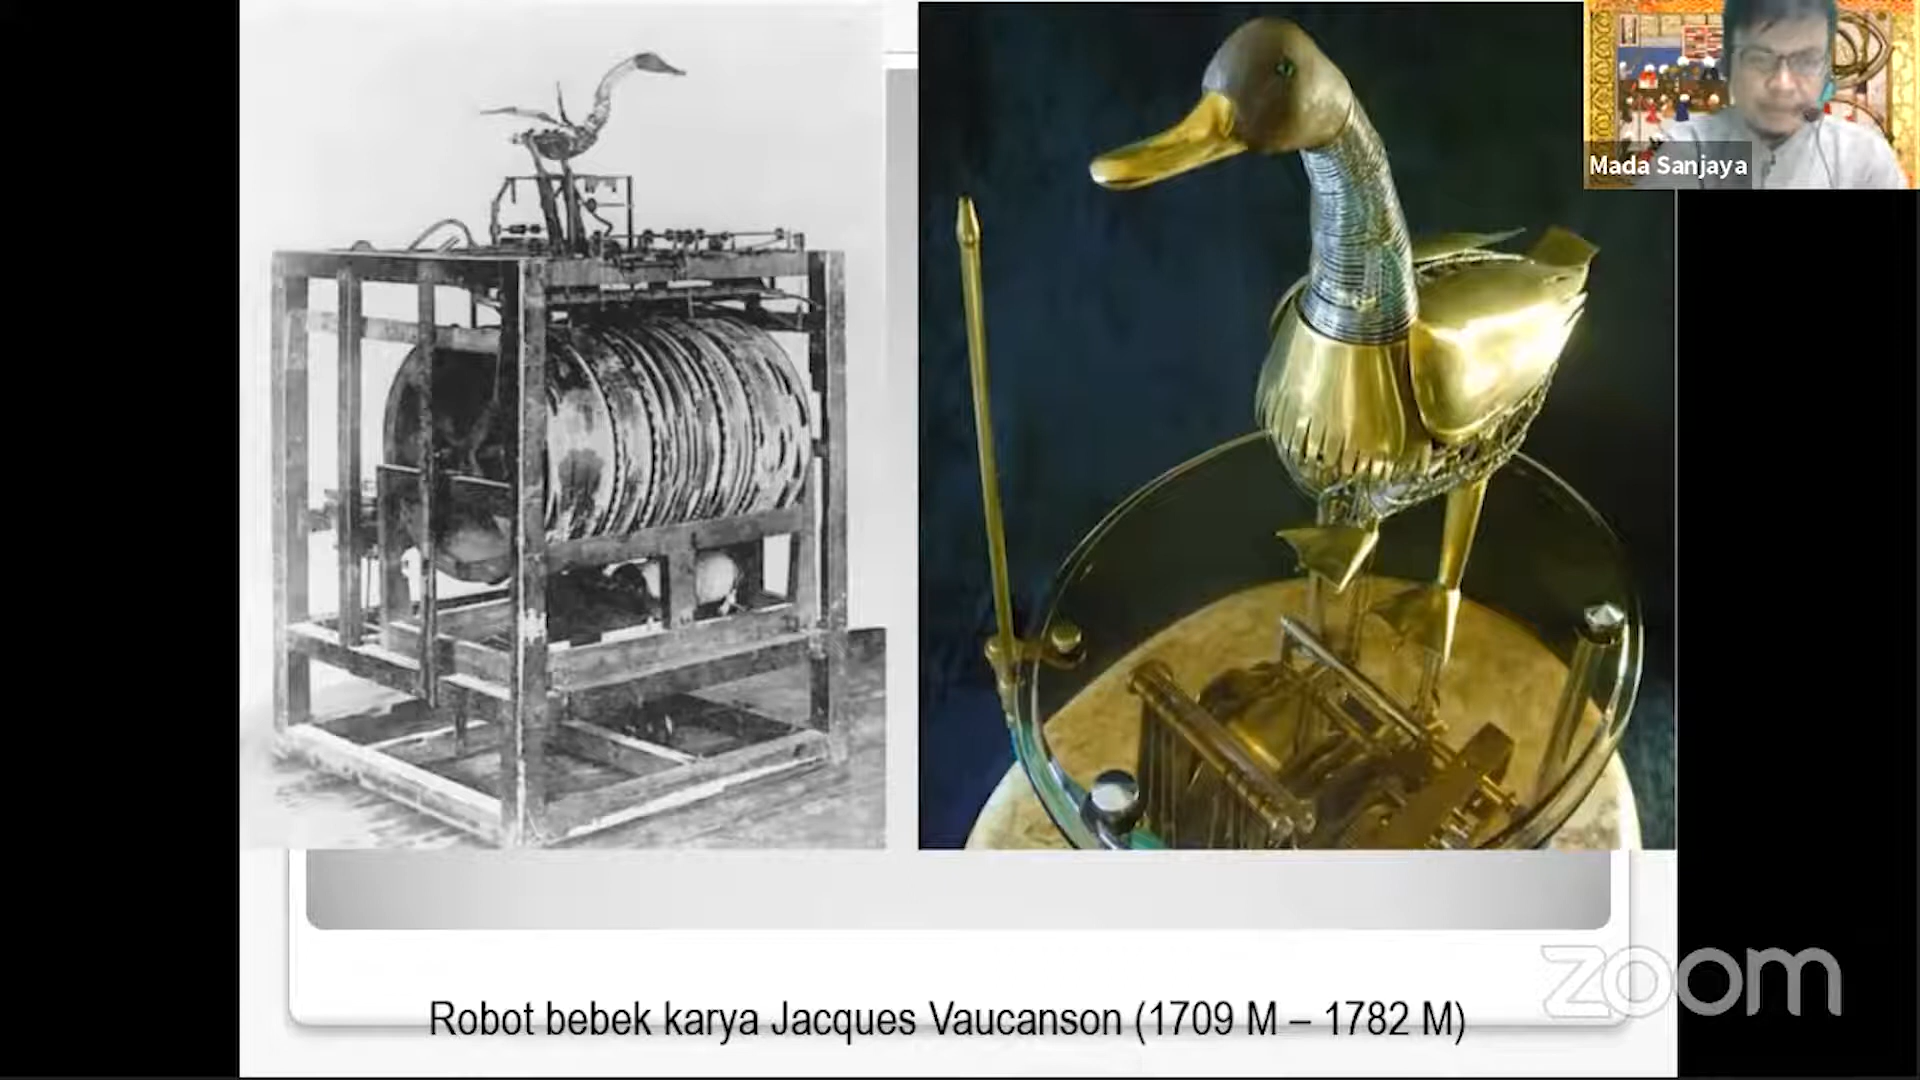 Mada Sanjaya
zoom
Robot bebek karya Jacques Vaucanson (1709 M – 1782 M)